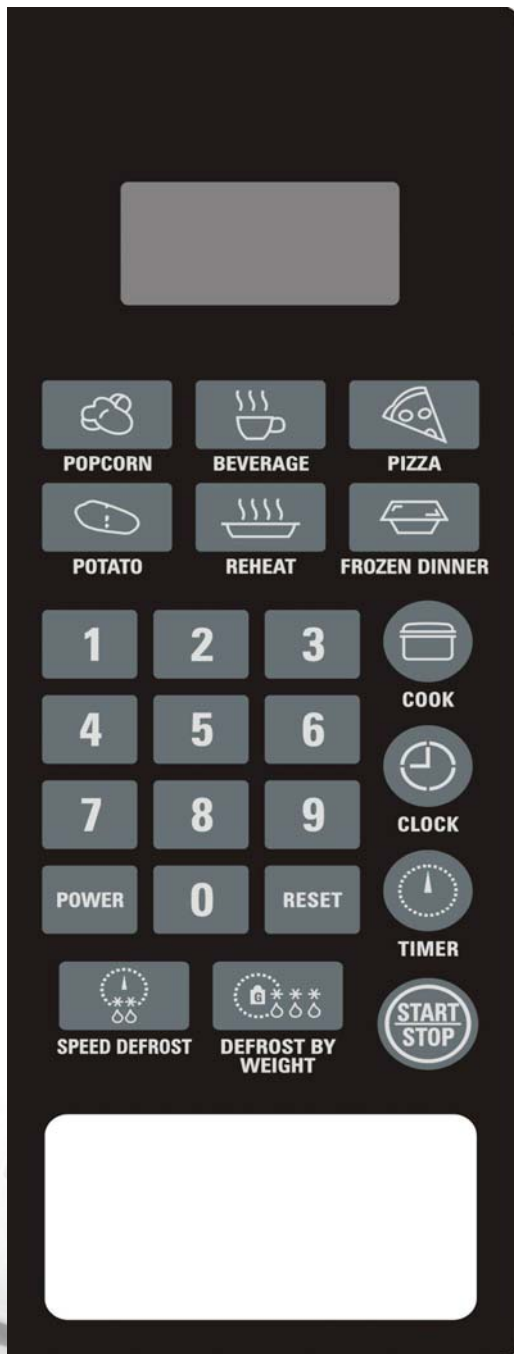 POPCORN BEVERAGE PIZZA
POTATO REHEAT FROZEN DINNER
1 2 3
COOK
4 5 6
CLOCK
7 8 9
POWER 0 RESET
TIMER
G
START
STOP
SPEED DEFROST DEFROST BY
WEIGHT